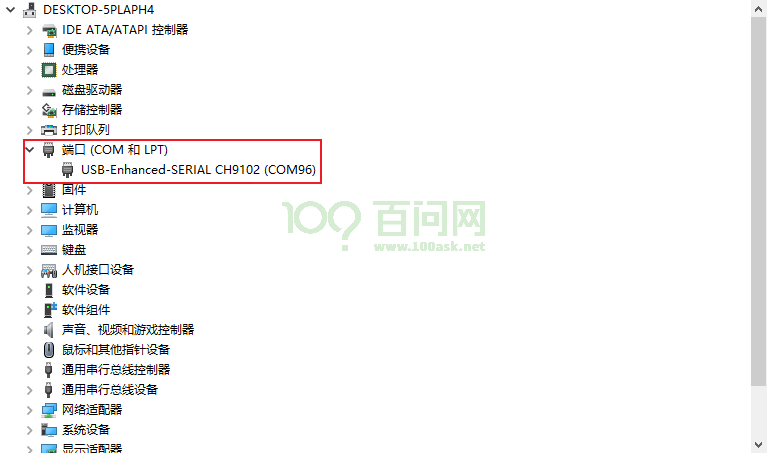 DESKTOP-5PLAPH4
IDE ATA/ATAPI 控制器
便携设备
处理器
磁盘驱动器
存储控制器
打印队列
端口 (COM 和 LPT)
USB-Enhanced-SERIAL CH9102 (COM96)
固件
计算机
监视器
键盘
人机接口设备
软件设备
软件组件
声音、视频和游戏控制器
鼠标和其他指针设备
通用串行总线控制器
通用串行总线设备
网络适配器
系统设备
显示适配器
100 百问网
www.100ask.net